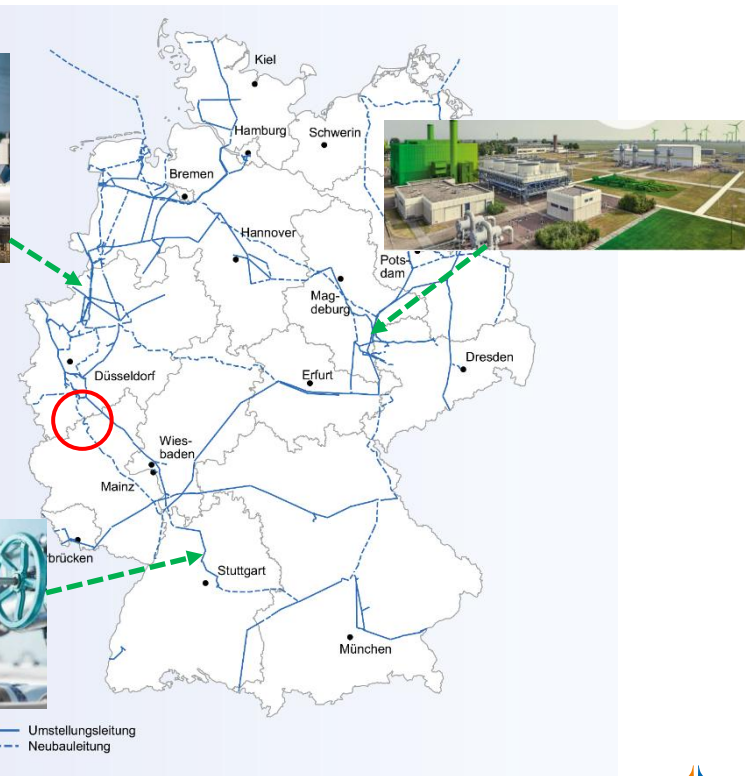 Kiel
Hamburg
Schwerin
Bremen
Hannover
Pots-
dam
Mag-
deburg
Dresden
Düsseldorf
Erfurt
Wies-
baden
Mainz
brücken
Stuttgart
München
Umstellungsleitung
Neubauleitung